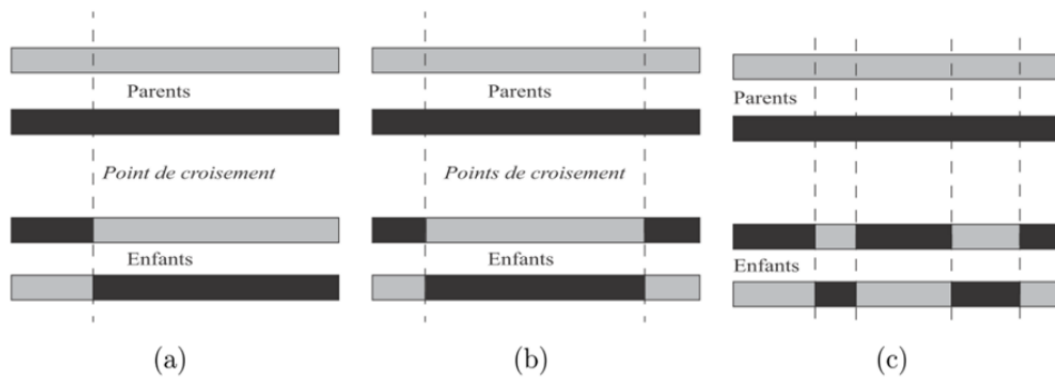 Parents
Point de croisement
Enfants
(a)
Parents
Points de croisement
Enfants
(b)
Parents
Enfants
(c)